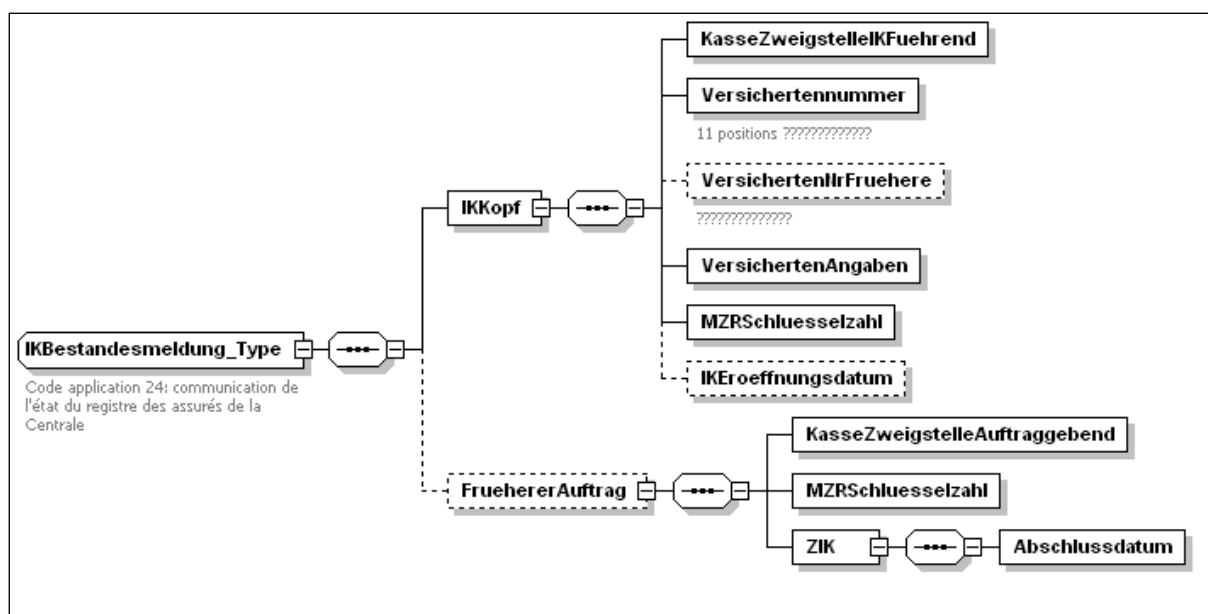 KasseZweigstelleIKFuehrend
Versichertennummer
11 positions ?????????????
VersichertenNrFruehere
??????????????
IKKopf
VersichertenAngaben
MZRSchluesselzahl
IKEroeffnungsdatum
IKBestandesmeldung_Type
Code application 24: communication de
l'état du registre des assurés de la
Centrale
KasseZweigstelleAuftraggebend
FruehererAuftrag
MZRSchluesselzahl
ZIK
Abschlussdatum